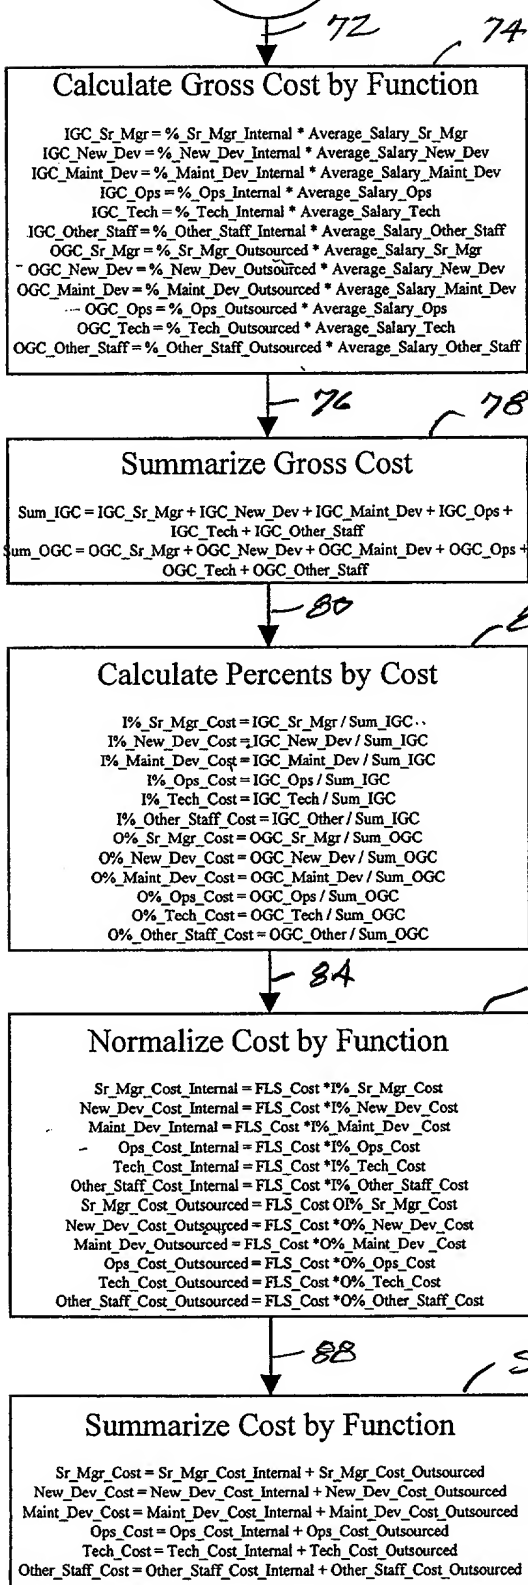 72
74
Calculate Gross Cost by Function
IGC_Sr_Mgr = %_Sr_Mgr_Internal * Average_Salary_Sr_Mgr
IGC_New_Dev = %_New_Dev_Internal * Average_Salary_New_Dev
IGC_Maint_Dev = %_Maint_Dev_Internal * Average_Salary_Maint_Dev
IGC_Ops = %_Ops_Internal * Average_Salary_Ops
IGC_Tech = %_Tech_Internal * Average_Salary_Tech
IGC_Other_Staff = %_Other_Staff_Internal * Average_Salary_Other_Staff
OGC_Sr_Mgr = %_Sr_Mgr_Outsourced * Average_Salary_Sr_Mgr
OGC_New_Dev = %_New_Dev_Outsourced * Average_Salary_New_Dev
OGC_Maint_Dev = %_Maint_Dev_Outsourced * Average_Salary_Maint_Dev
OGC_Ops = %_Ops_Outsourced * Average_Salary_Ops
OGC_Tech = %_Tech_Outsourced * Average_Salary_Tech
OGC_Other_Staff = %_Other_Staff_Outsourced * Average_Salary_Other_Staff
76
78
Summarize Gross Cost
Sum_IGC = IGC_Sr_Mgr + IGC_New_Dev + IGC_Maint_Dev + IGC_Ops +
IGC_Tech + IGC_Other_Staff
Sum_OGC = OGC_Sr_Mgr + OGC_New_Dev + OGC_Maint_Dev + OGC_Ops +
OGC_Tech + OGC_Other_Staff
80
Calculate Percents by Cost
I%_Sr_Mgr_Cost = IGC_Sr_Mgr / Sum_IGC
I%_New_Dev_Cost = IGC_New_Dev / Sum_IGC
I%_Maint_Dev_Cost = IGC_Maint_Dev / Sum_IGC
I%_Ops_Cost = IGC_Ops / Sum_IGC
I%_Tech_Cost = IGC_Tech / Sum_IGC
I%_Other_Staff_Cost = IGC_Other / Sum_IGC
O%_Sr_Mgr_Cost = OGC_Sr_Mgr / Sum_OGC
O%_New_Dev_Cost = OGC_New_Dev / Sum_OGC
O%_Maint_Dev_Cost = OGC_Maint_Dev / Sum_OGC
O%_Ops_Cost = OGC_Ops / Sum_OGC
O%_Tech_Cost = OGC_Tech / Sum_OGC
O%_Other_Staff_Cost = OGC_Other / Sum_OGC
84
Normalize Cost by Function
Sr_Mgr_Cost_Internal = FLS_Cost *I%_Sr_Mgr_Cost
New_Dev_Cost_Internal = FLS_Cost *I%_New_Dev_Cost
Maint_Dev_Internal = FLS_Cost *I%_Maint_Dev _Cost
Ops_Cost_Internal = FLS_Cost *I%_Ops_Cost
Tech_Cost_Internal = FLS_Cost *I%_Tech_Cost
Other_Staff_Cost_Internal = FLS_Cost *I%_Other_Staff_Cost
Sr_Mgr_Cost_Outsourced = FLS_Cost OI%_Sr_Mgr_Cost
New_Dev_Cost_Outsourced = FLS_Cost *O%_New_Dev_Cost
Maint_Dev_Outsourced = FLS_Cost *O%_Maint_Dev _Cost
Ops_Cost_Outsourced = FLS_Cost *O%_Ops_Cost
Tech_Cost_Outsourced = FLS_Cost *O%_Tech_Cost
Other_Staff_Cost_Outsourced = FLS_Cost *O%_Other_Staff_Cost
88
Summarize Cost by Function
Sr_Mgr_Cost = Sr_Mgr_Cost_Internal + Sr_Mgr_Cost_Outsourced
New_Dev_Cost = New_Dev_Cost_Internal + New_Dev_Cost_Outsourced
Maint_Dev_Cost = Maint_Dev_Cost_Internal + Maint_Dev_Cost_Outsourced
Ops_Cost = Ops_Cost_Internal + Ops_Cost_Outsourced
Tech_Cost = Tech_Cost_Internal + Tech_Cost_Outsourced
Other_Staff_Cost = Other_Staff_Cost_Internal + Other_Staff_Cost_Outsourced